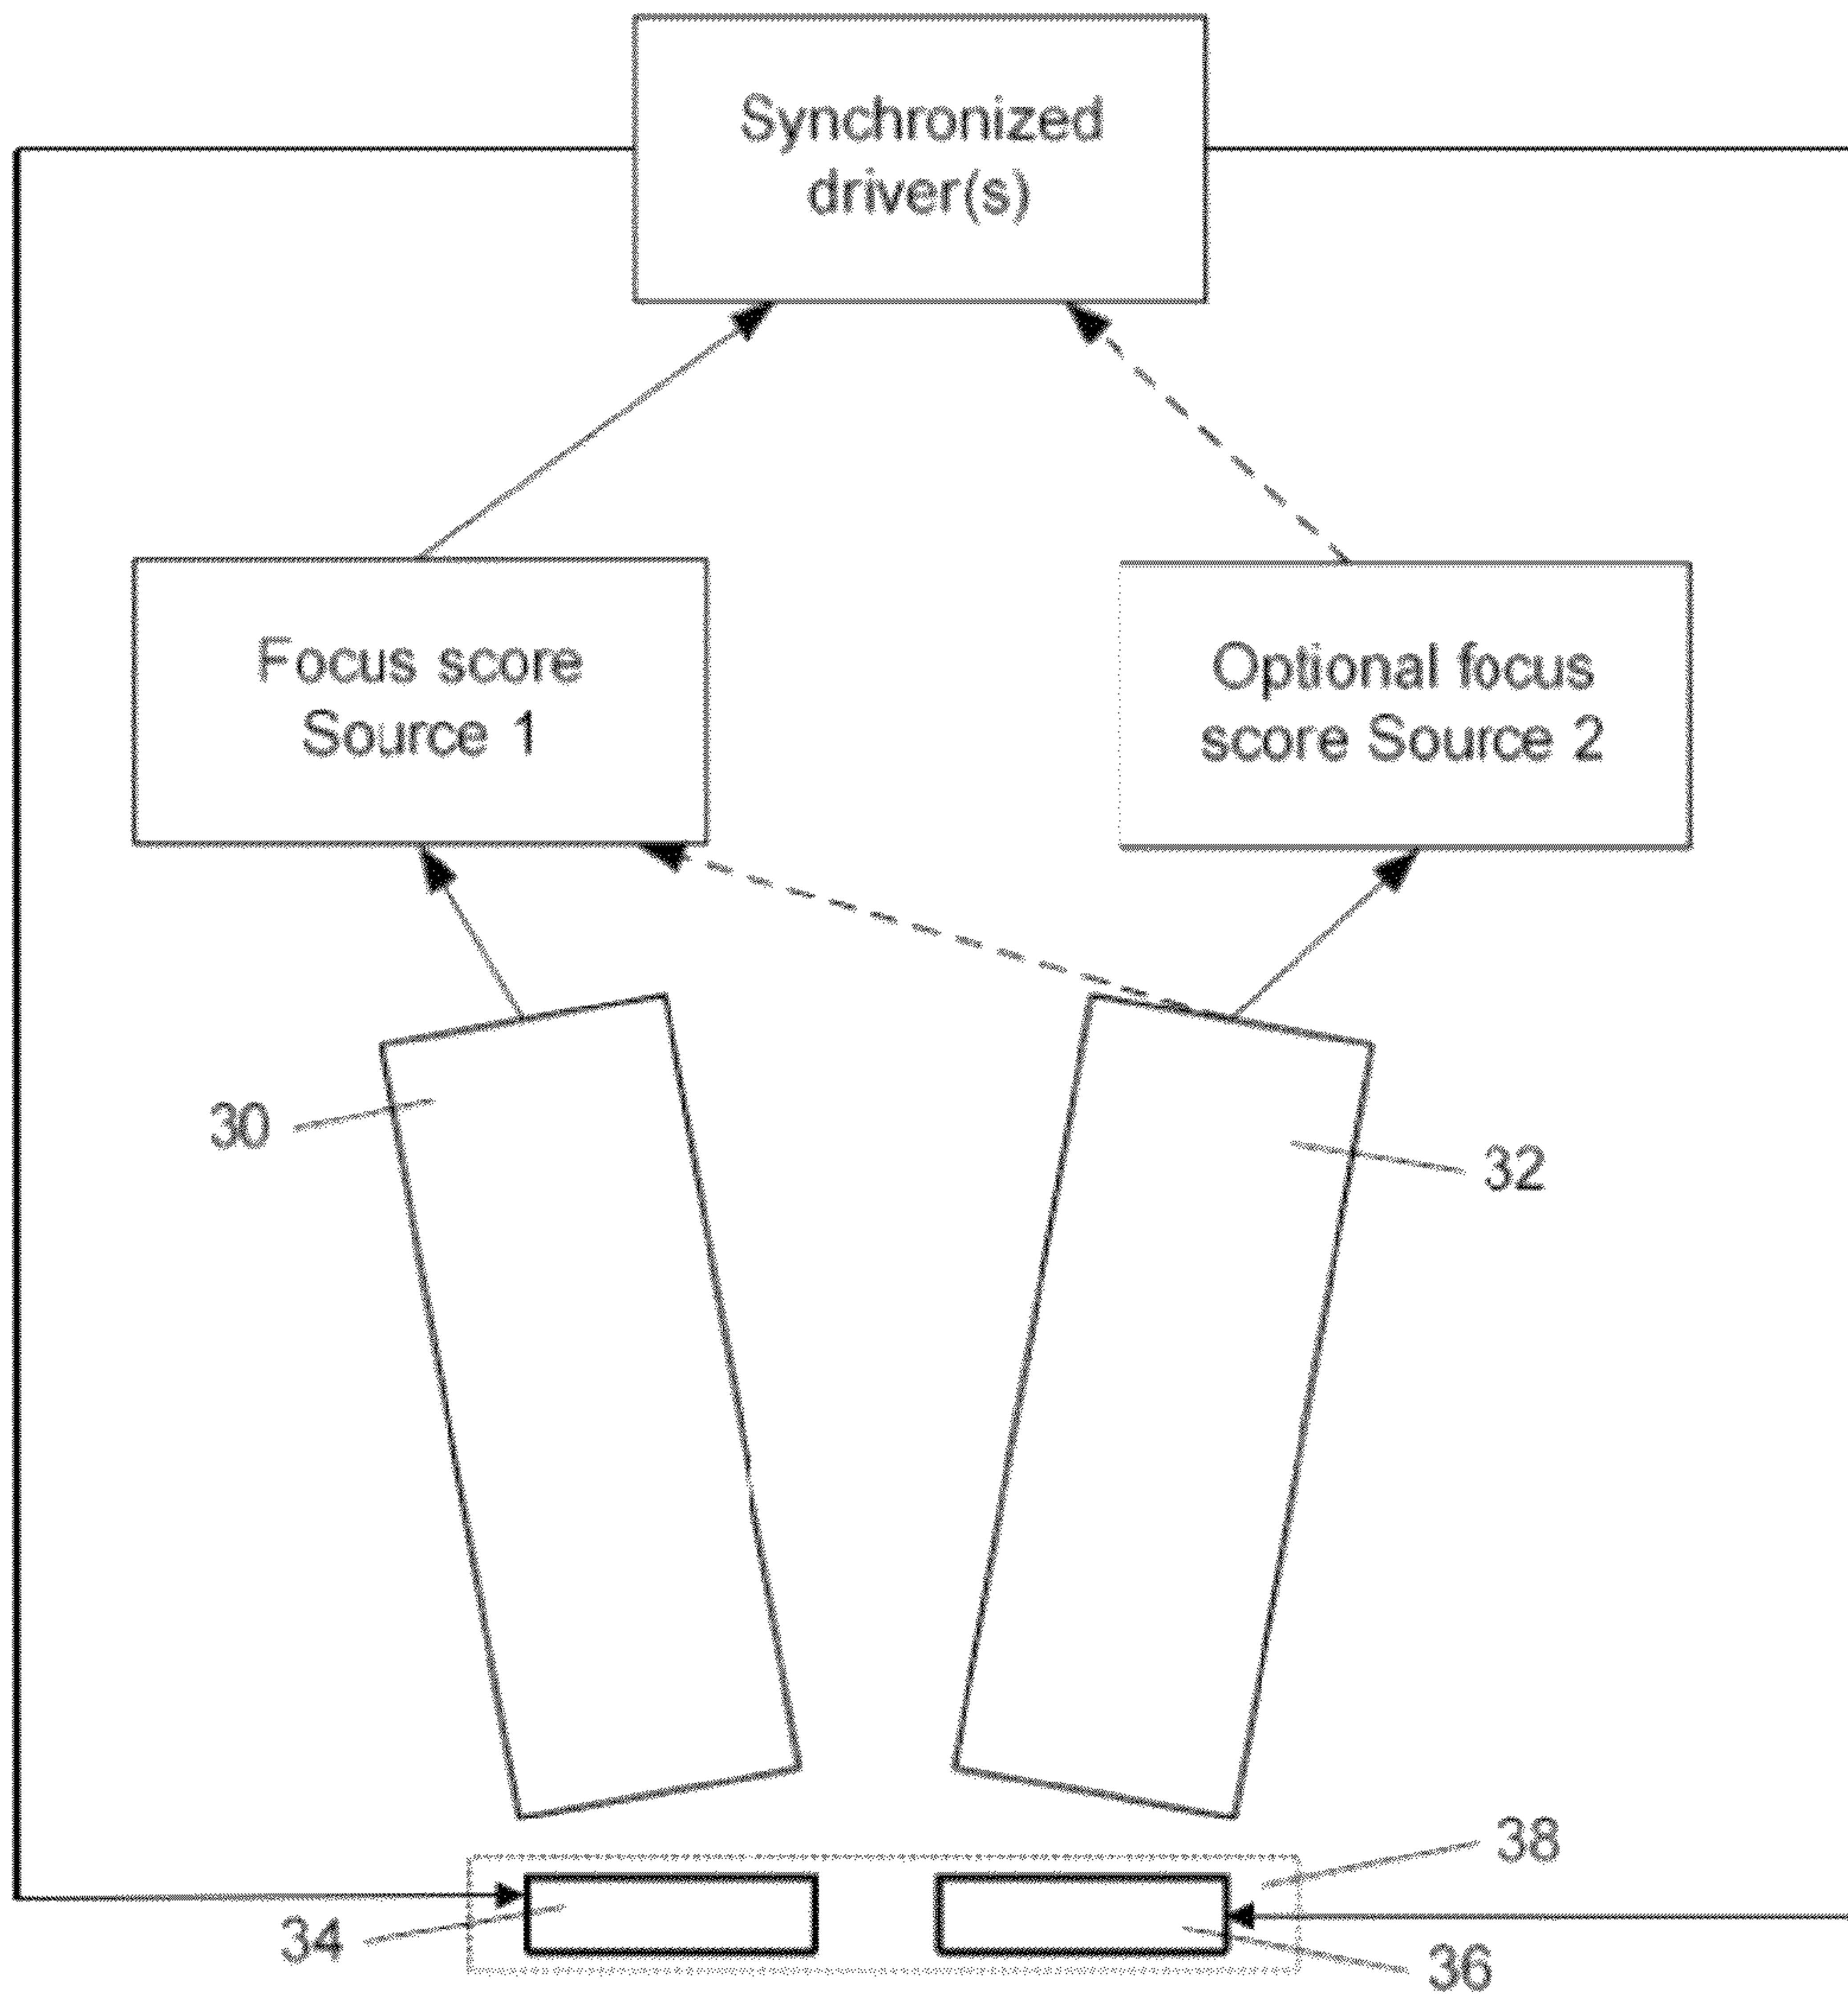 Synchronized
driver(s)
Focus score
Source 1
Optional focus
score Source 2
30
32
38
34
36